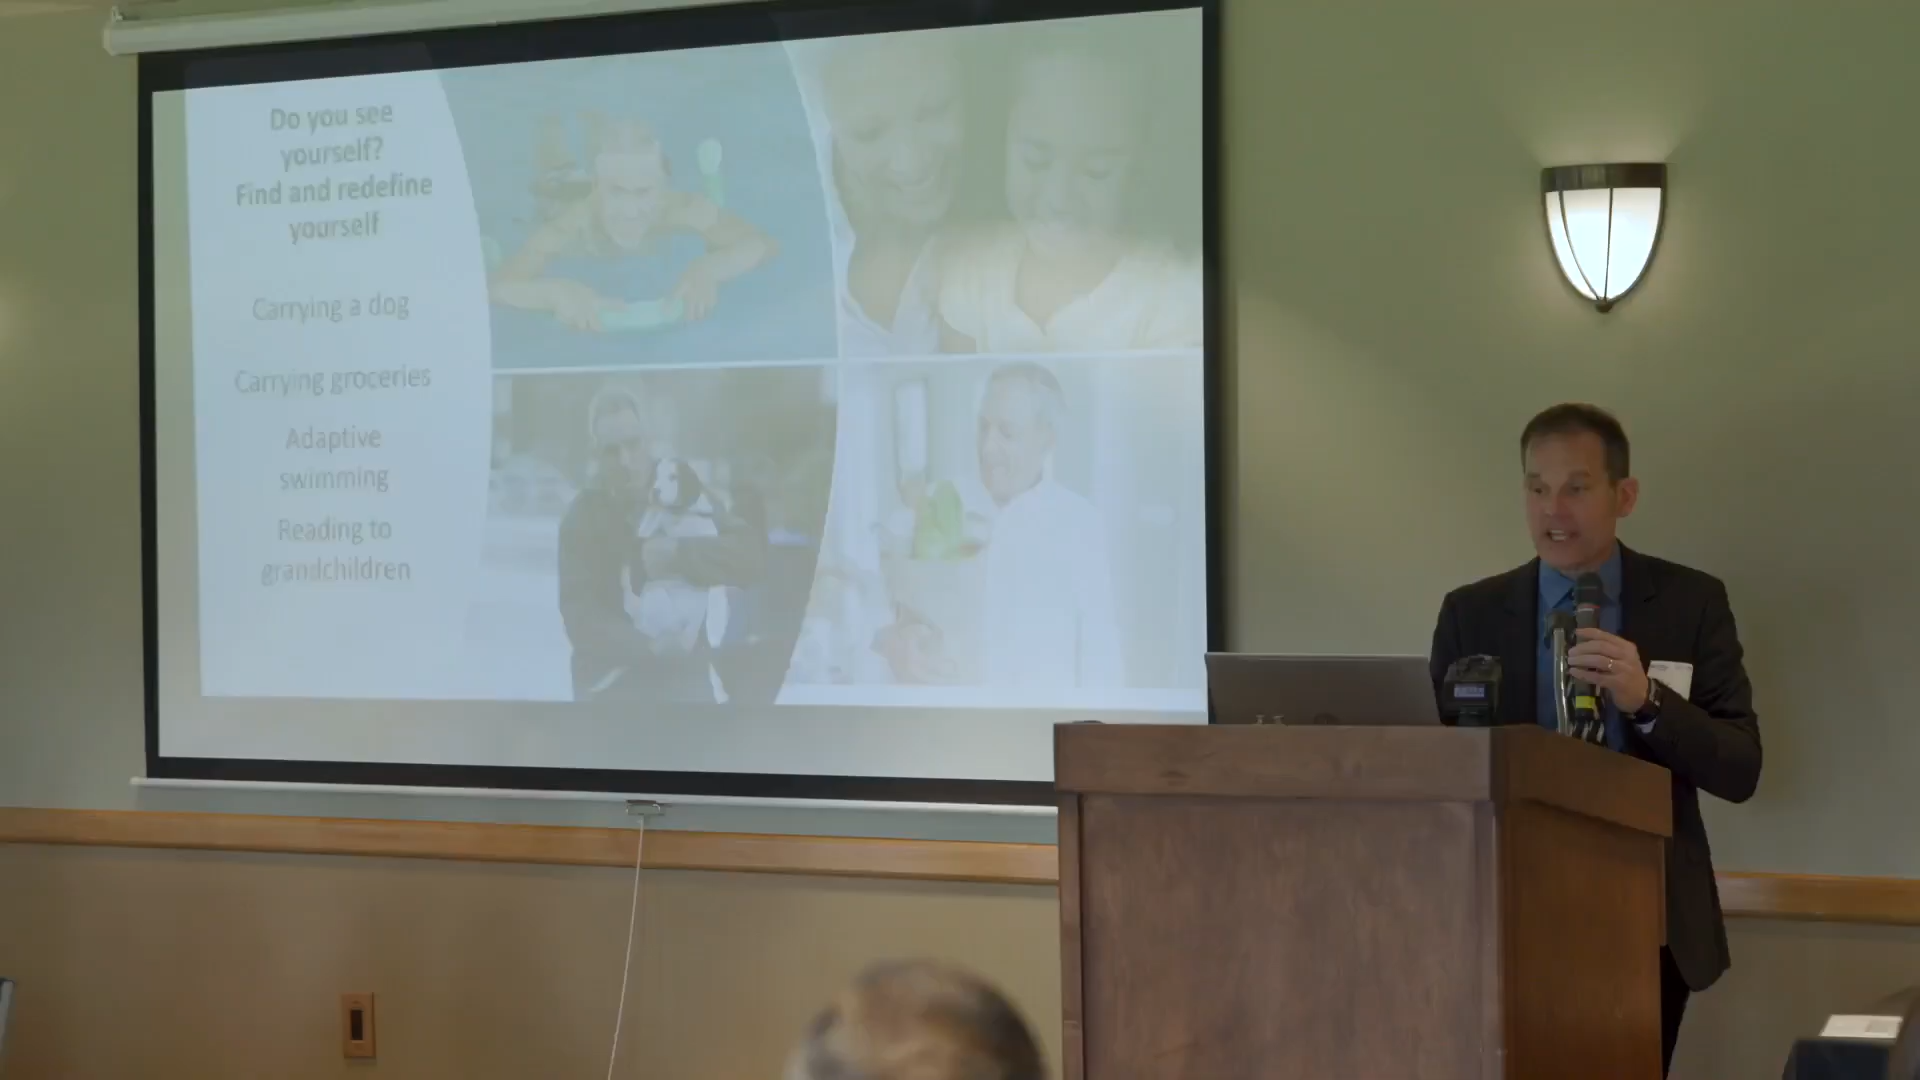 Do you see
yourself?
Find and redefine
yourself
Carrying a dog
Carrying groceries
Adaptive
swimming
Reading to
grandchildren